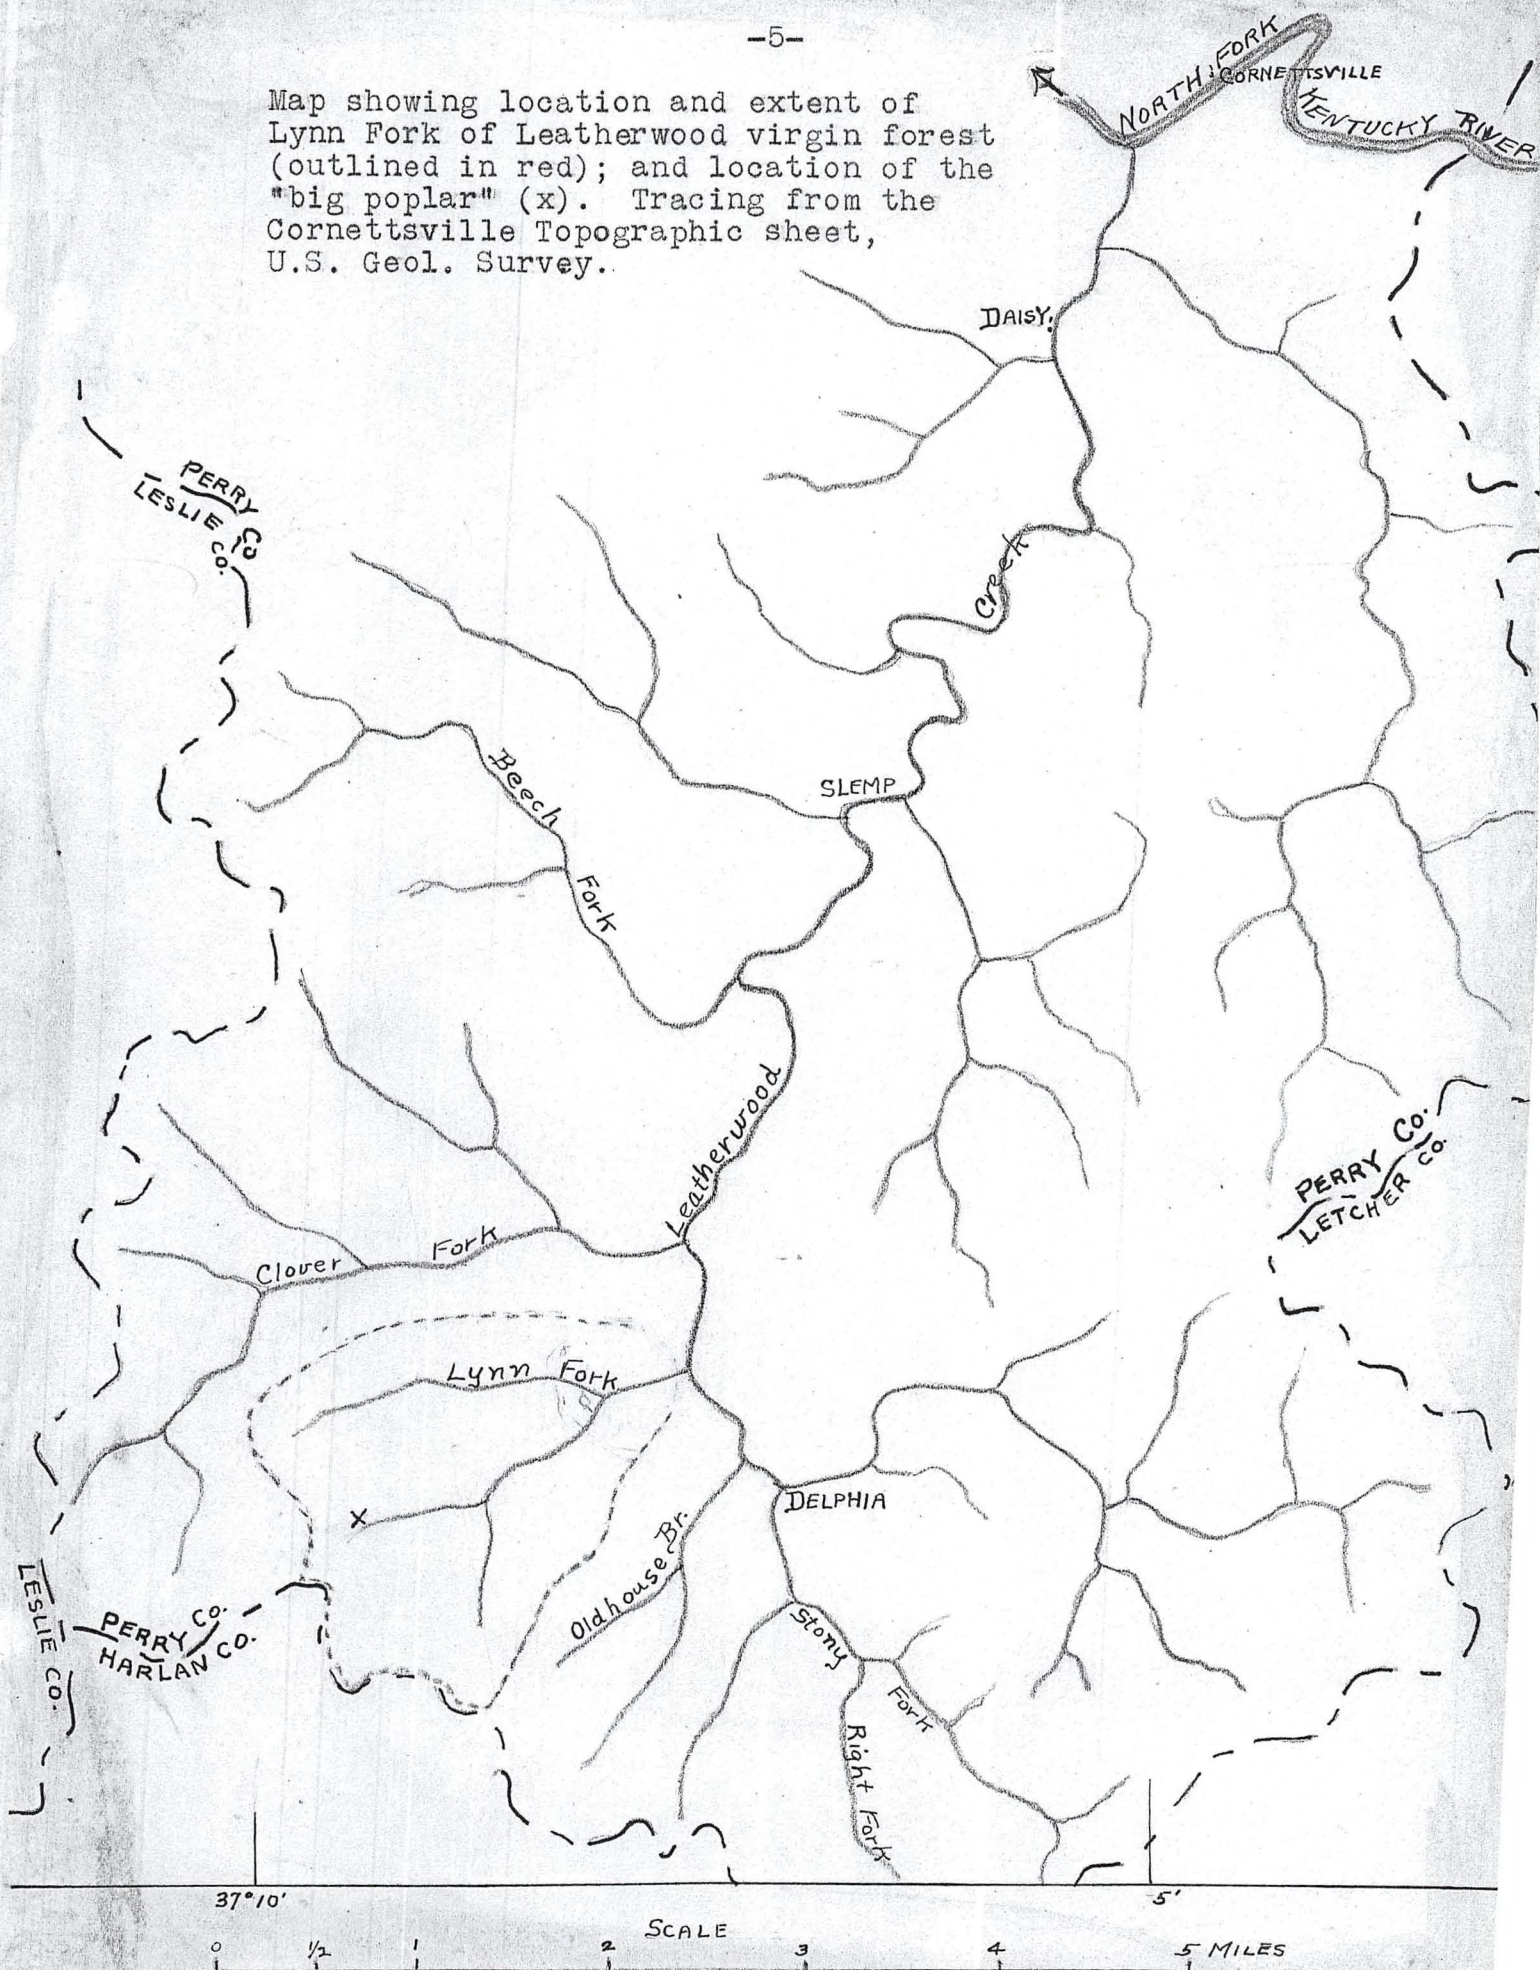 -5-
Map showing location and extent of
Lynn Fork of Leatherwood virgin forest
(outlined in red); and location of the
"big poplar" (x).  Tracing from the
Cornettsville Topographic sheet,
U.S. Geol. Survey.
NORTH FORK
CORNETTSVILLE
KENTUCKY RIVER
DAISY
PERRY CO
LESLIE CO.
Creek
Beech
Fork
SLEMP
Leatherwood
PERRY CO.
LETCHER CO.
Clover Fork
Lynn Fork
X
DELPHIA
Oldhouse Br.
Stony
Fork
Right Fork
LESLIE CO.
PERRY CO.
HARLAN CO.
37°10'
5'
SCALE
0 1/2 1 2 3 4 5 MILES